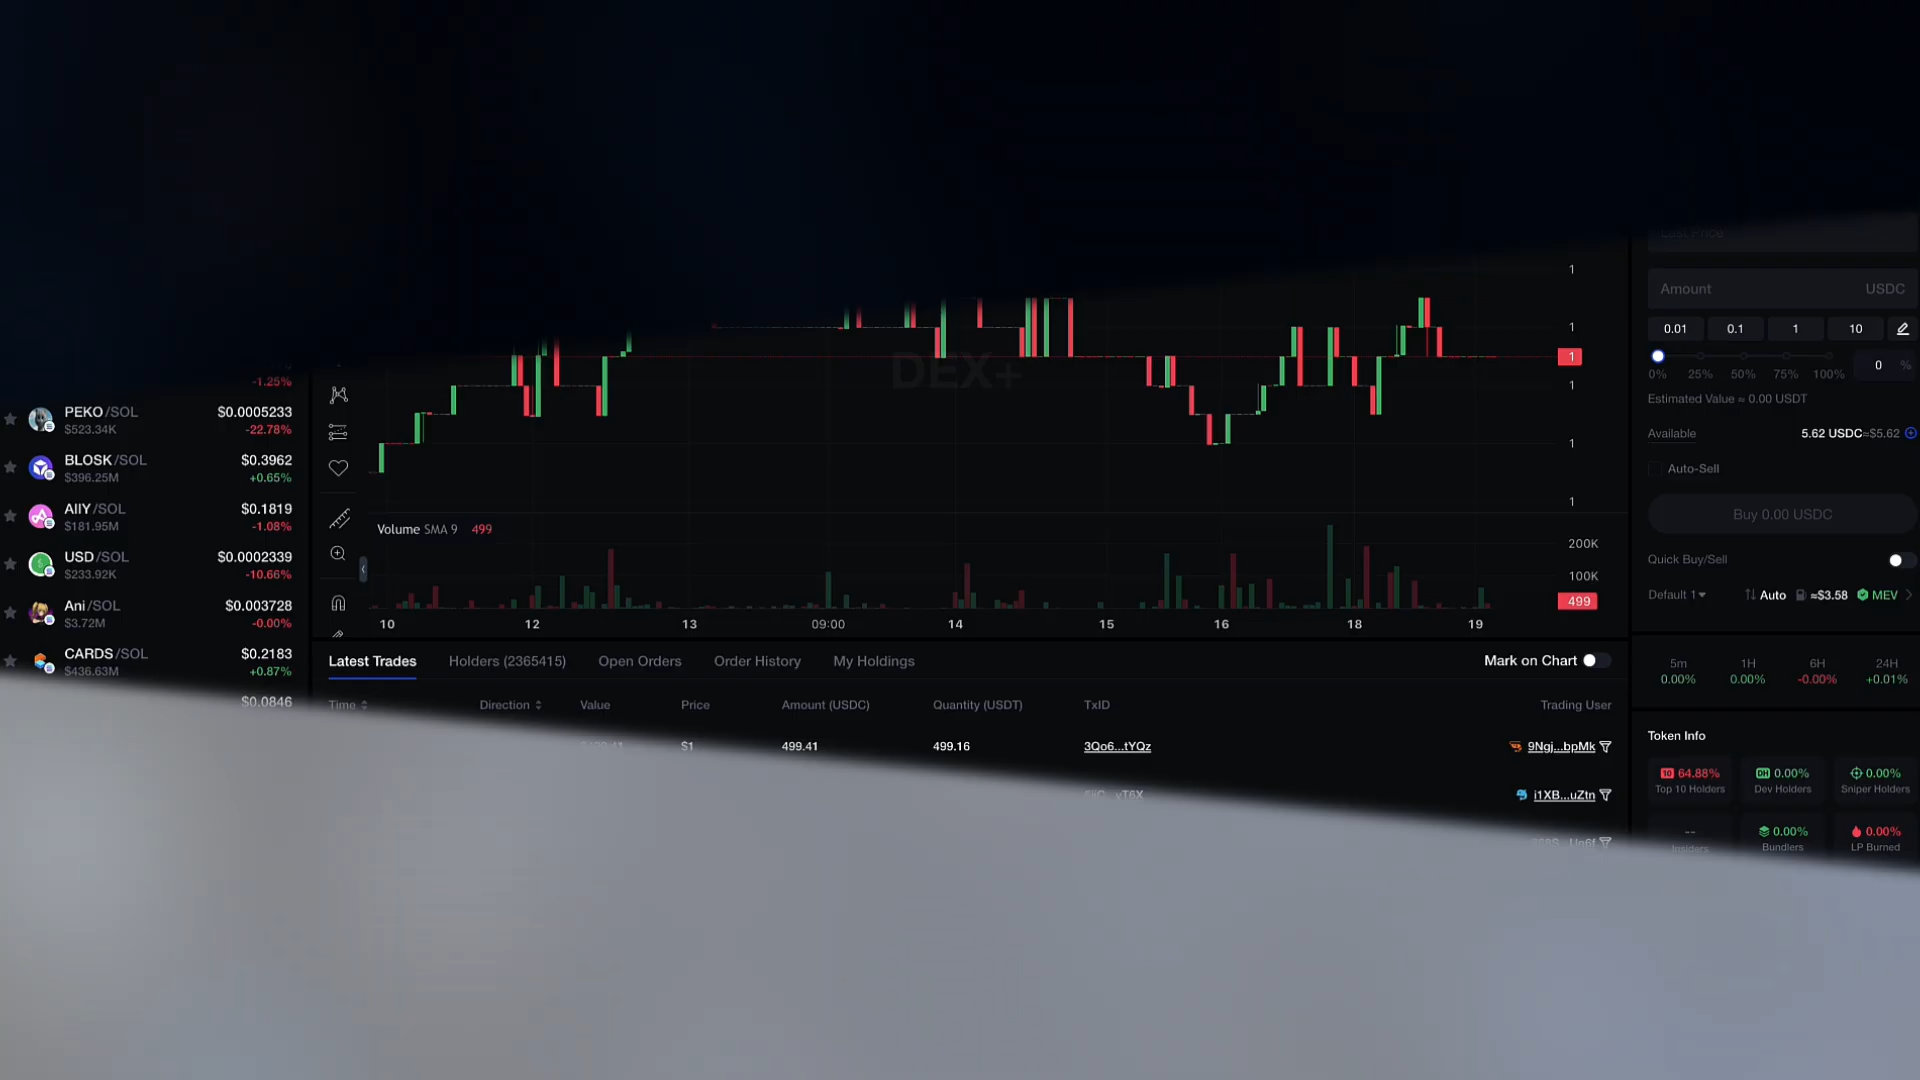 Last Price
1
Amount USDC
1
0.01 0.1 1 10
DEX+
1
0 %
0% 25% 50% 75% 100%
-1.25%
1
Estimated Value ≈ 0.00 USDT
PEKO/SOL $0.0005233
$523.34K -22.78%
Available 5.62 USDC≈$5.62
1
BLOSK/SOL $0.3962
$396.25M +0.65%
Auto-Sell
1
AIIY/SOL $0.1819
$181.95M -1.08%
Buy 0.00 USDC
Volume SMA 9 499
200K
USD/SOL $0.0002339
$233.92K -10.66%
Quick Buy/Sell
100K
Default 1 Auto ≈$3.58 MEV
499
Ani/SOL $0.003728
$3.72M -0.00%
10 12 13 09:00 14 15 16 18 19
CARDS/SOL $0.2183
$436.63M +0.87%
Latest Trades Holders (2365415) Open Orders Order History My Holdings Mark on Chart
5m 1H 6H 24H
0.00% 0.00% -0.00% +0.01%
$0.0846
Time Direction Value Price Amount (USDC) Quantity (USDT) TxID Trading User
Token Info
$1 499.41 499.16 3Qo6...tYQz 9Ngj...bpMk
64.88% DH 0.00% 0.00%
Top 10 Holders Dev Holders Sniper Holders
i1XB...uZtn
-- 0.00% 0.00%
Insiders Bundlers LP Burned